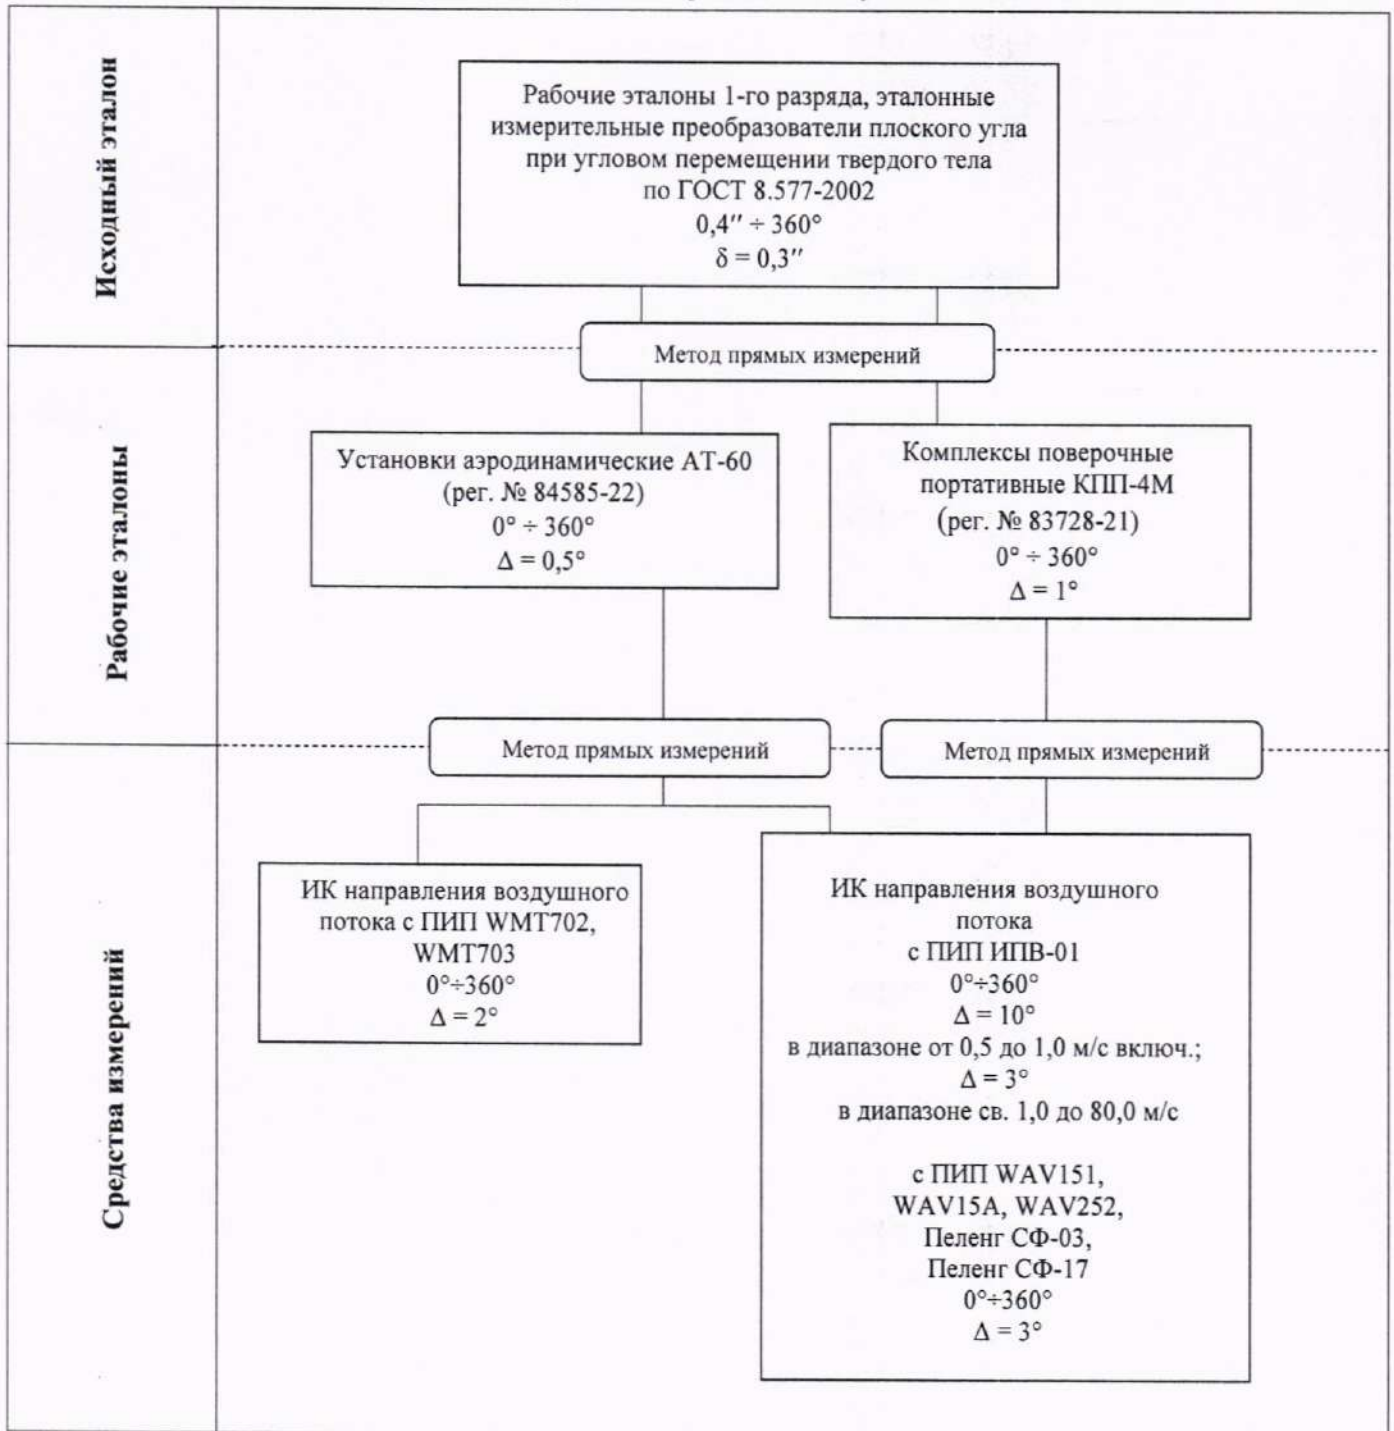 Исходный эталон
Рабочие эталоны 1-го разряда, эталонные
измерительные преобразователи плоского угла
при угловом перемещении твердого тела
по ГОСТ 8.577-2002
0,4′′ ÷ 360°
δ = 0,3′′
Метод прямых измерений
Рабочие эталоны
Установки аэродинамические АТ-60
(рег. № 84585-22)
0° ÷ 360°
Δ = 0,5°
Комплексы поверочные
портативные КПП-4М
(рег. № 83728-21)
0° ÷ 360°
Δ = 1°
Метод прямых измерений
Метод прямых измерений
Средства измерений
ИК направления воздушного
потока с ПИП WMT702,
WMT703
0°÷360°
Δ = 2°
ИК направления воздушного
потока
с ПИП ИПВ-01
0°÷360°
Δ = 10°
в диапазоне от 0,5 до 1,0 м/с включ.;
Δ = 3°
в диапазоне св. 1,0 до 80,0 м/с
с ПИП WAV151,
WAV15A, WAV252,
Пеленг СФ-03,
Пеленг СФ-17
0°÷360°
Δ = 3°